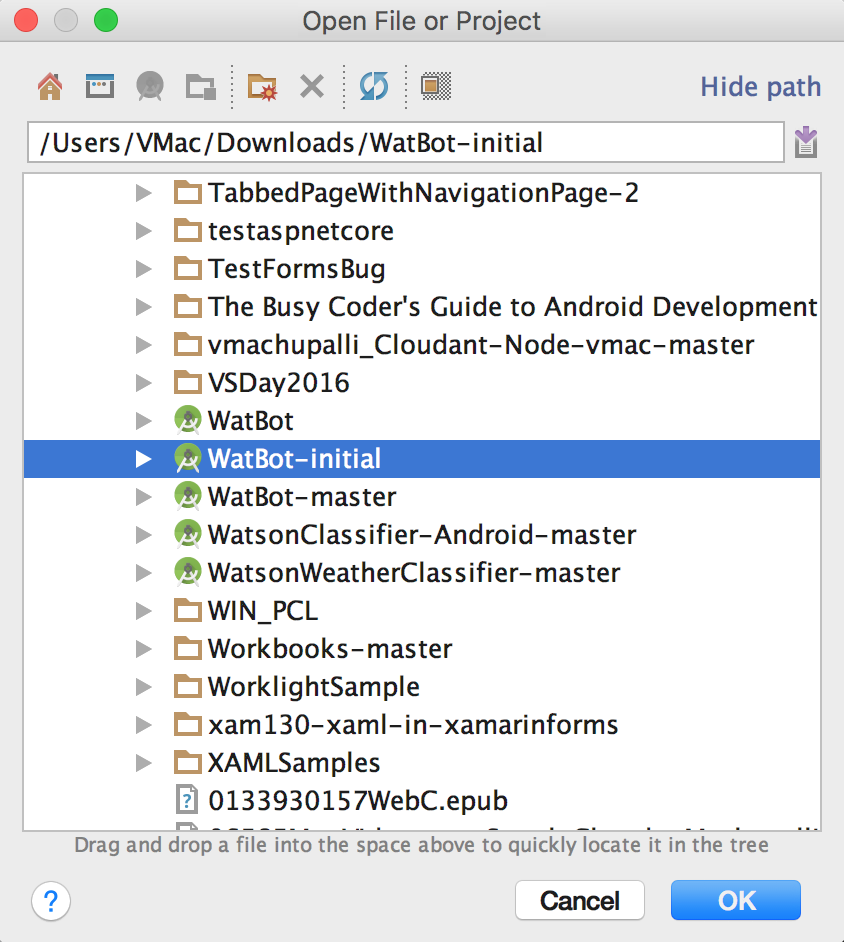 Open File or Project
Hide path
/Users/VMac/Downloads/WatBot-initial
TabbedPageWithNavigationPage-2
testaspnetcore
TestFormsBug
The Busy Coder's Guide to Android Development
vmachupalli_Cloudant-Node-vmac-master
VSDay2016
WatBot
WatBot-initial
WatBot-master
WatsonClassifier-Android-master
WatsonWeatherClassifier-master
WIN_PCL
Workbooks-master
WorklightSample
xam130-xaml-in-xamarinforms
XAMLSamples
?
0133930157WebC.epub
Drag and drop a file into the space above to quickly locate it in the tree
?
Cancel
OK